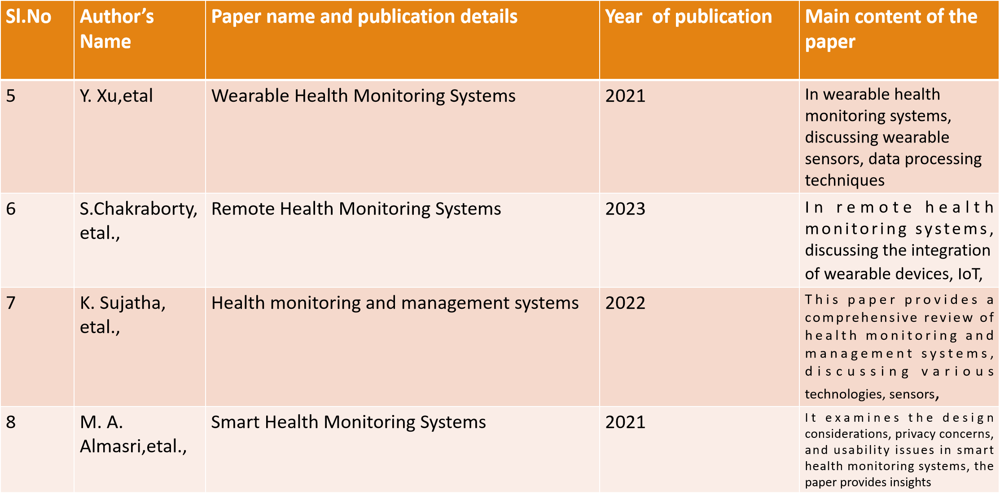 Sl.No
Author’s
Name
Paper name and publication details
Year  of publication
Main content of the
paper
5
Y. Xu,etal
Wearable Health Monitoring Systems
2021
In wearable health
monitoring systems,
discussing wearable
sensors, data processing
techniques
6
S.Chakraborty,
etal.,
Remote Health Monitoring Systems
2023
In remote health
monitoring systems,
discussing the integration
of wearable devices, IoT,
7
K. Sujatha,
etal.,
Health monitoring and management systems
2022
This paper provides a
comprehensive review of
health monitoring and
management systems,
discussing various
technologies, sensors,
8
M. A.
Almasri,etal.,
Smart Health Monitoring Systems
2021
It examines the design
considerations, privacy concerns,
and usability issues in smart
health monitoring systems, the
paper provides insights